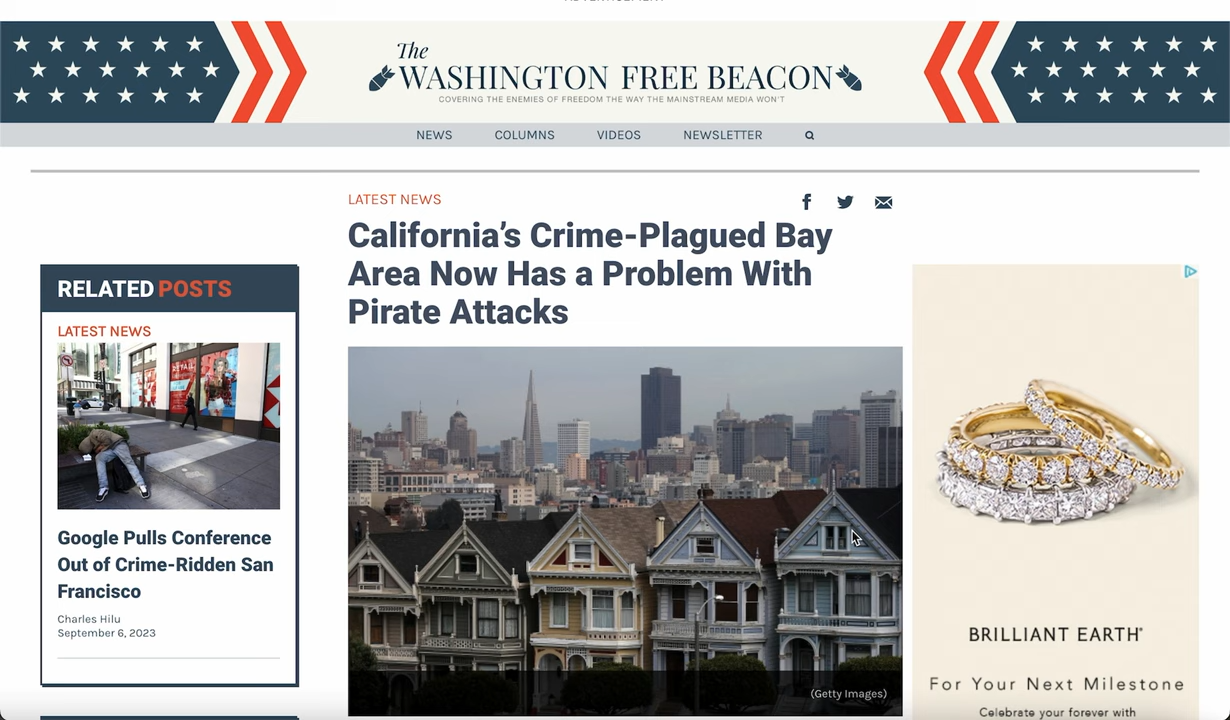 ADVERTISEMENT
The
WASHINGTON FREE BEACON
COVERING THE ENEMIES OF FREEDOM THE WAY THE MAINSTREAM MEDIA WON'T
NEWS COLUMNS VIDEOS NEWSLETTER
LATEST NEWS
California’s Crime-Plagued Bay
Area Now Has a Problem With
Pirate Attacks
(Getty Images)
RELATED POSTS
LATEST NEWS
RETAIL
Google Pulls Conference
Out of Crime-Ridden San
Francisco
Charles Hilu
September 6, 2023
BRILLIANT EARTH®
For Your Next Milestone
Celebrate your forever with